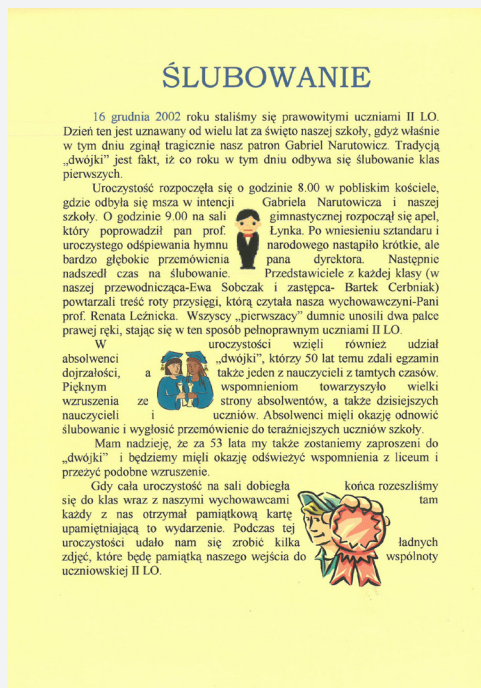 ŚLUBOWANIE
16 grudnia 2002 roku staliśmy się prawowitymi uczniami II LO.
Dzień ten jest uznawany od wielu lat za święto naszej szkoły, gdyż właśnie
w tym dniu zginął tragicznie nasz patron Gabriel Narutowicz. Tradycją
„dwójki” jest fakt, iż co roku w tym dniu odbywa się ślubowanie klas
pierwszych.
Uroczystość rozpoczęła się o godzinie 8.00 w pobliskim kościele,
gdzie odbyła się msza w intencji Gabriela Narutowicza i naszej
szkoły. O godzinie 9.00 na sali gimnastycznej rozpoczął się apel,
który poprowadził pan prof. Łynka. Po wniesieniu sztandaru i
uroczystego odśpiewania hymnu narodowego nastąpiło krótkie, ale
bardzo głębokie przemówienia pana dyrektora. Następnie
nadszedł czas na ślubowanie. Przedstawiciele z każdej klasy (w
naszej przewodnicząca-Ewa Sobczak i zastępca- Bartek Cerbniak)
powtarzali treść roty przysięgi, którą czytała nasza wychowawczyni-Pani
prof. Renata Leźnicka. Wszyscy „pierwszacy” dumnie unosili dwa palce
prawej ręki, stając się w ten sposób pełnoprawnym uczniami II LO.
W uroczystości wzięli również udział
absolwenci „dwójki”, którzy 50 lat temu zdali egzamin
dojrzałości, a także jeden z nauczycieli z tamtych czasów.
Pięknym wspomnieniom towarzyszyło wielki
wzruszenia ze strony absolwentów, a także dzisiejszych
nauczycieli i uczniów. Absolwenci mięli okazję odnowić
ślubowanie i wygłosić przemówienie do teraźniejszych uczniów szkoły.
Mam nadzieję, że za 53 lata my także zostaniemy zaproszeni do
„dwójki” i będziemy mięli okazję odświeżyć wspomnienia z liceum i
przeżyć podobne wzruszenie.
Gdy cała uroczystość na sali dobiegła końca rozeszliśmy
się do klas wraz z naszymi wychowawcami tam
każdy z nas otrzymał pamiątkową kartę
upamiętniającą to wydarzenie. Podczas tej
uroczystości udało nam się zrobić kilka ładnych
zdjęć, które będę pamiątką naszego wejścia do wspólnoty
uczniowskiej II LO.